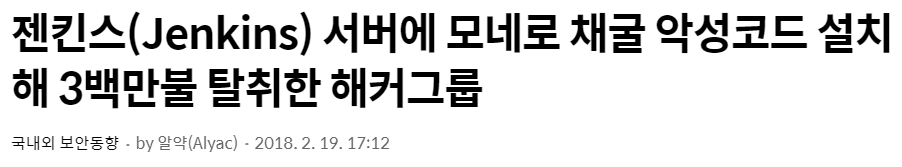 젠킨스(Jenkins) 서버에 모네로 채굴 악성코드 설치
해 3백만불 탈취한 해커그룹
국내외 보안동향 · by 알약(Alyac) · 2018. 2. 19. 17:12